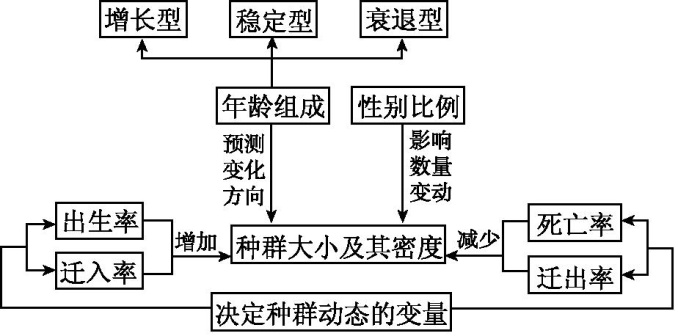 增长型
稳定型
衰退型
年龄组成
性别比例
预测
变化
方向
影响
数量
变动
出生率
迁入率
增加
种群大小及其密度
减少
死亡率
迁出率
决定种群动态的变量